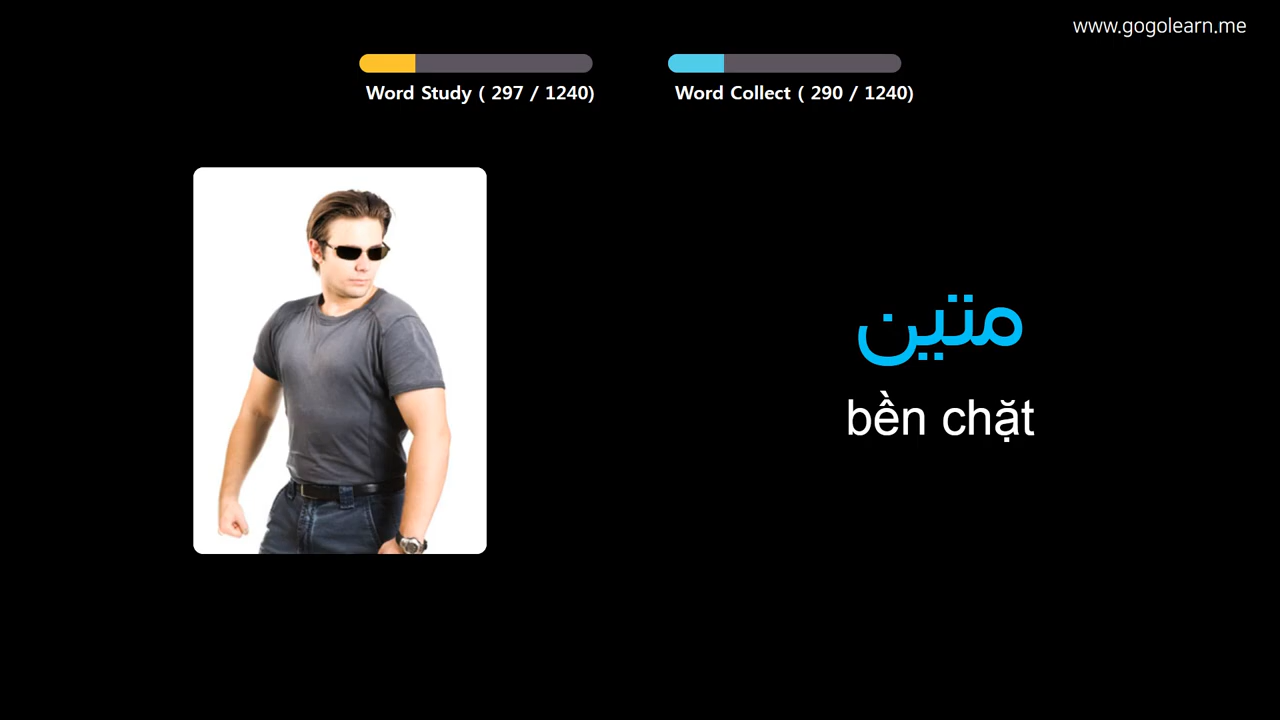 www.gogolearn.me
Word Study ( 297 / 1240)
Word Collect ( 290 / 1240)
متين
bền chặt